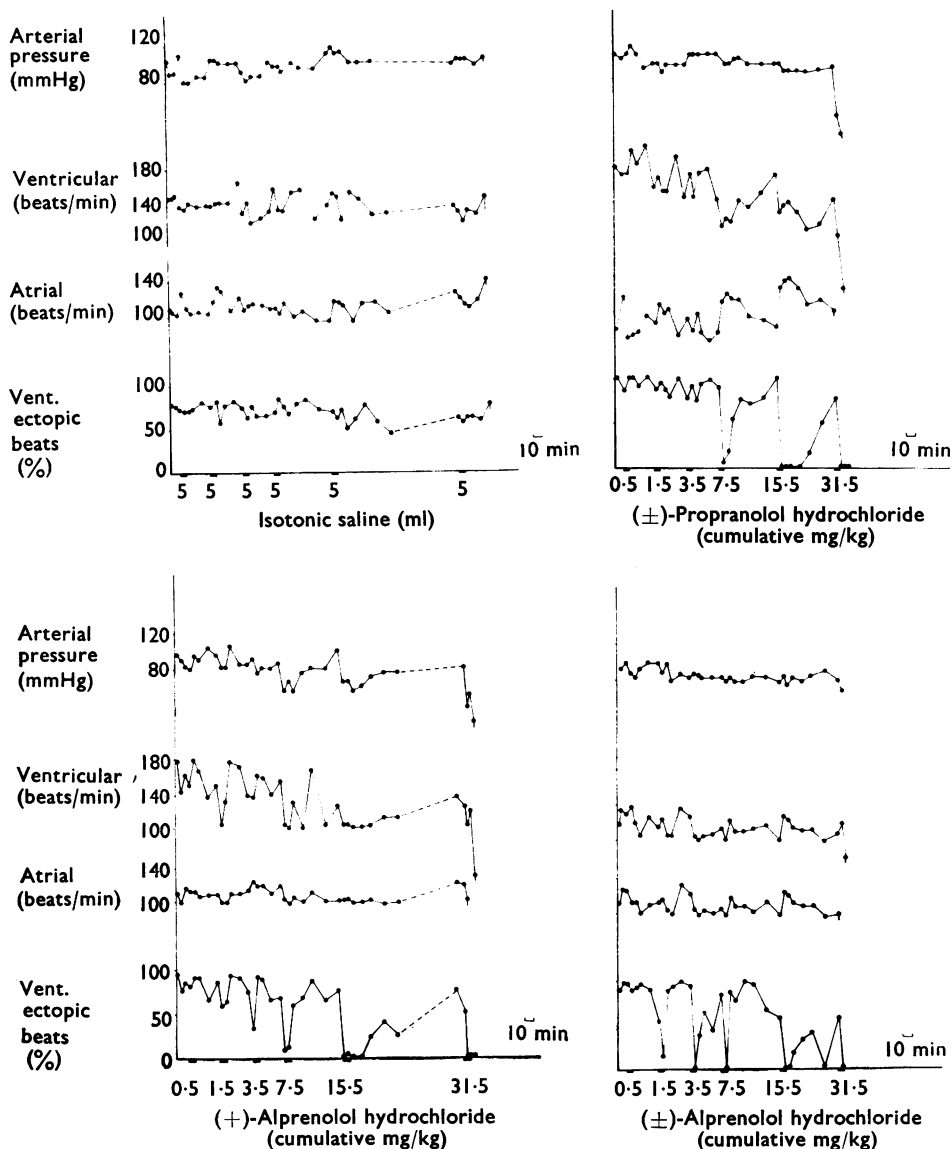 Arterial pressure (mmHg)
120
80
Ventricular (beats/min)
180
140
100
Atrial (beats/min)
140
100
Vent. ectopic beats (%)
100
50
0
10 min
5 5 5 5 5 5
Isotonic saline (ml)
10 min
0·5 1·5 3·5 7·5 15·5 31·5
(±)-Propranolol hydrochloride
(cumulative mg/kg)
Arterial pressure (mmHg)
120
80
Ventricular (beats/min)
180
140
100
Atrial (beats/min)
140
100
Vent. ectopic beats (%)
100
50
0
10 min
0·5 1·5 3·5 7·5 15·5 31·5
(+)-Alprenolol hydrochloride
(cumulative mg/kg)
10 min
0·5 1·5 3·5 7·5 15·5 31·5
(±)-Alprenolol hydrochloride
(cumulative mg/kg)